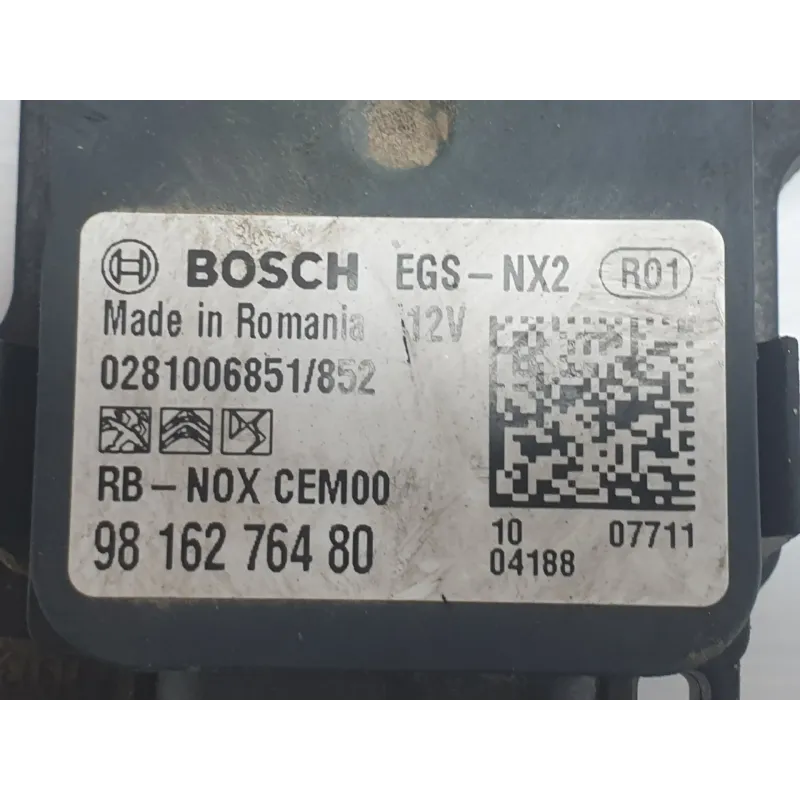 BOSCH EGS-NX2 R01
Made in Romania 12V
0281006851/852
RB-NOX CEM00
98 162 764 80
10 07711
04188